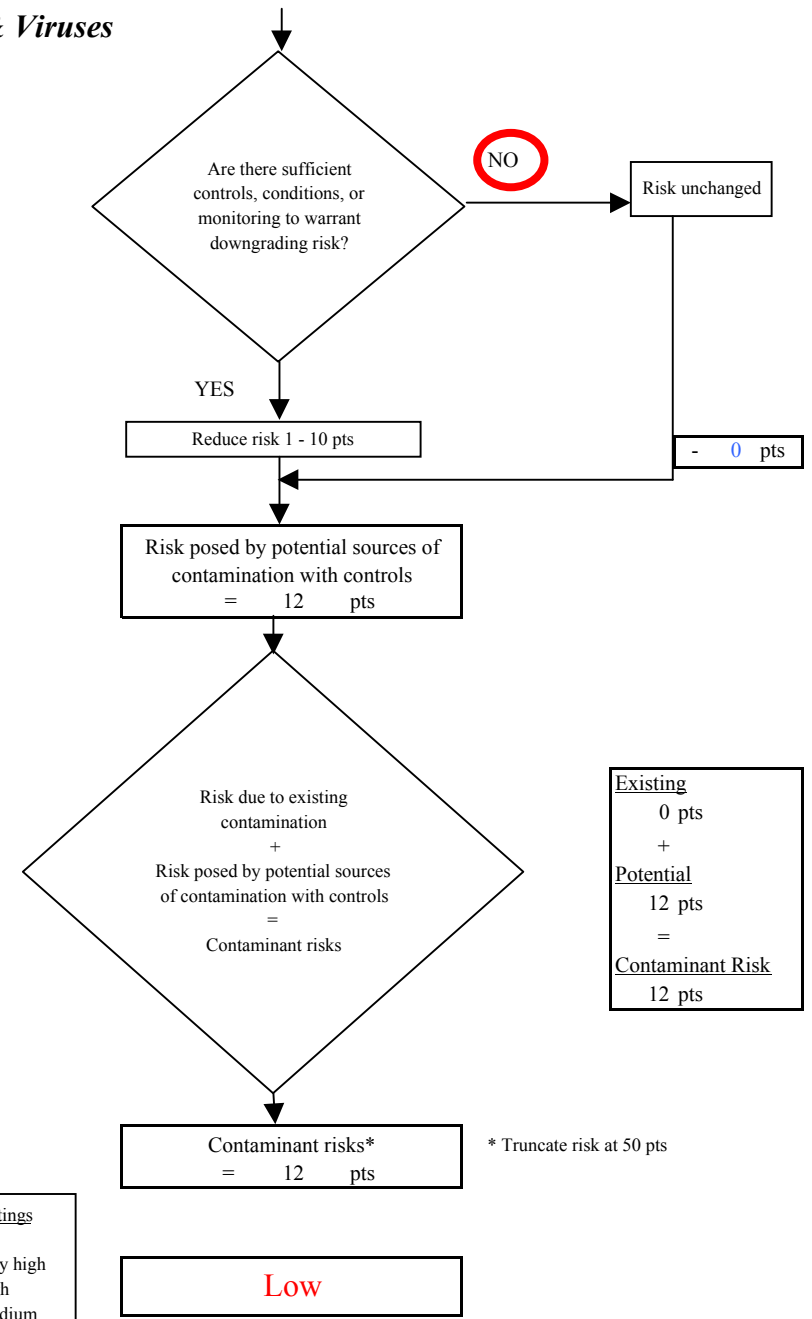 & Viruses
Are there sufficient
controls, conditions, or
monitoring to warrant
downgrading risk?
NO
Risk unchanged
YES
Reduce risk 1 - 10 pts
- 0 pts
Risk posed by potential sources of
contamination with controls
= 12 pts
Risk due to existing
contamination
+
Risk posed by potential sources
of contamination with controls
=
Contaminant risks
Existing
0 pts
+
Potential
12 pts
=
Contaminant Risk
12 pts
Contaminant risks*
= 12 pts
* Truncate risk at 50 pts
Low